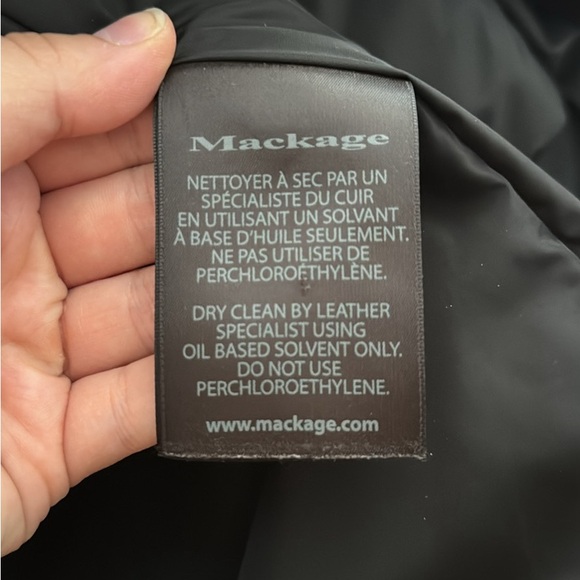 Mackage
NETTOYER À SEC PAR UN
SPÉCIALISTE DU CUIR
EN UTILISANT UN SOLVANT
À BASE D'HUILE SEULEMENT.
NE PAS UTILISER DE
PERCHLOROÉTHYLÈNE.
DRY CLEAN BY LEATHER
SPECIALIST USING
OIL BASED SOLVENT ONLY.
DO NOT USE
PERCHLOROETHYLENE.
www.mackage.com